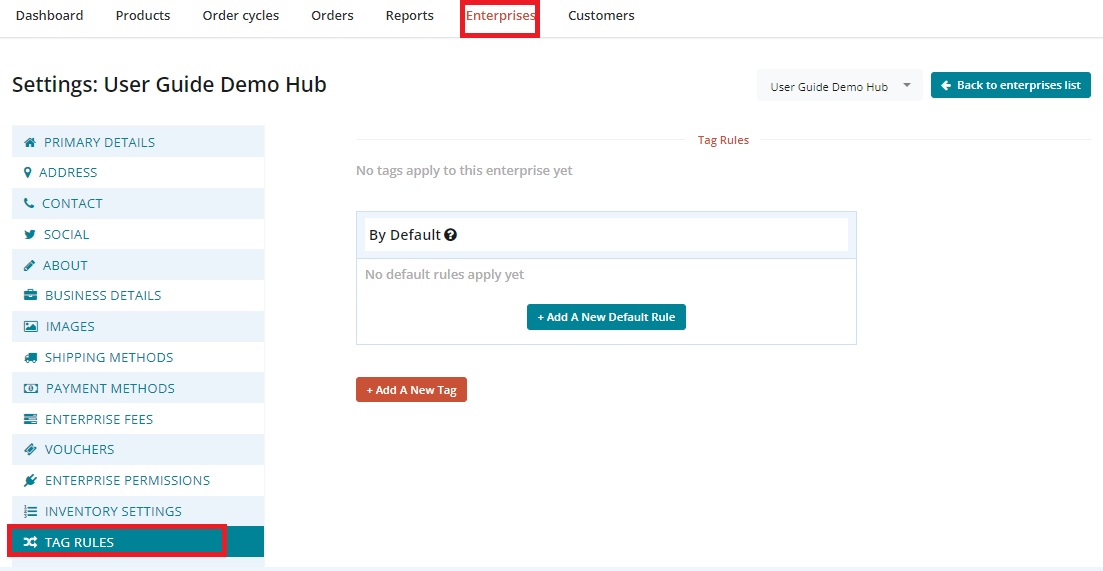 Dashboard Products Order cycles Orders Reports Enterprises Customers
Settings: User Guide Demo Hub
User Guide Demo Hub
Back to enterprises list
PRIMARY DETAILS
ADDRESS
CONTACT
SOCIAL
ABOUT
BUSINESS DETAILS
IMAGES
SHIPPING METHODS
PAYMENT METHODS
ENTERPRISE FEES
VOUCHERS
ENTERPRISE PERMISSIONS
INVENTORY SETTINGS
TAG RULES
Tag Rules
No tags apply to this enterprise yet
By Default
No default rules apply yet
+ Add A New Default Rule
+ Add A New Tag